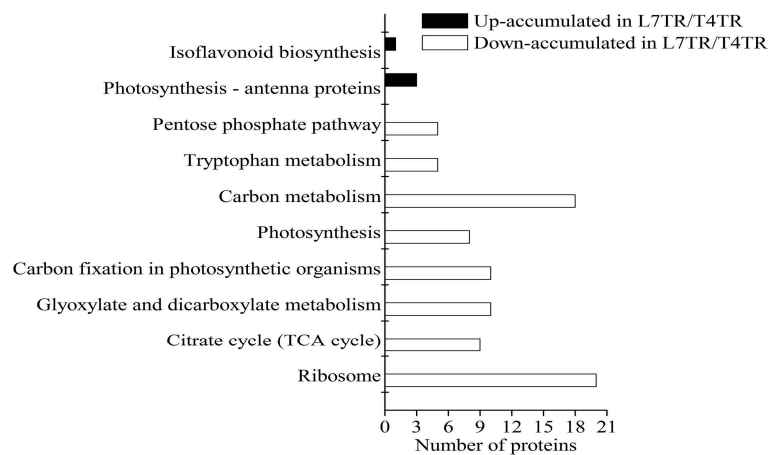 Up-accumulated in L7TR/T4TR
Down-accumulated in L7TR/T4TR
Isoflavonoid biosynthesis
Photosynthesis - antenna proteins
Pentose phosphate pathway
Tryptophan metabolism
Carbon metabolism
Photosynthesis
Carbon fixation in photosynthetic organisms
Glyoxylate and dicarboxylate metabolism
Citrate cycle (TCA cycle)
Ribosome
0 3 6 9 12 15 18 21
Number of proteins